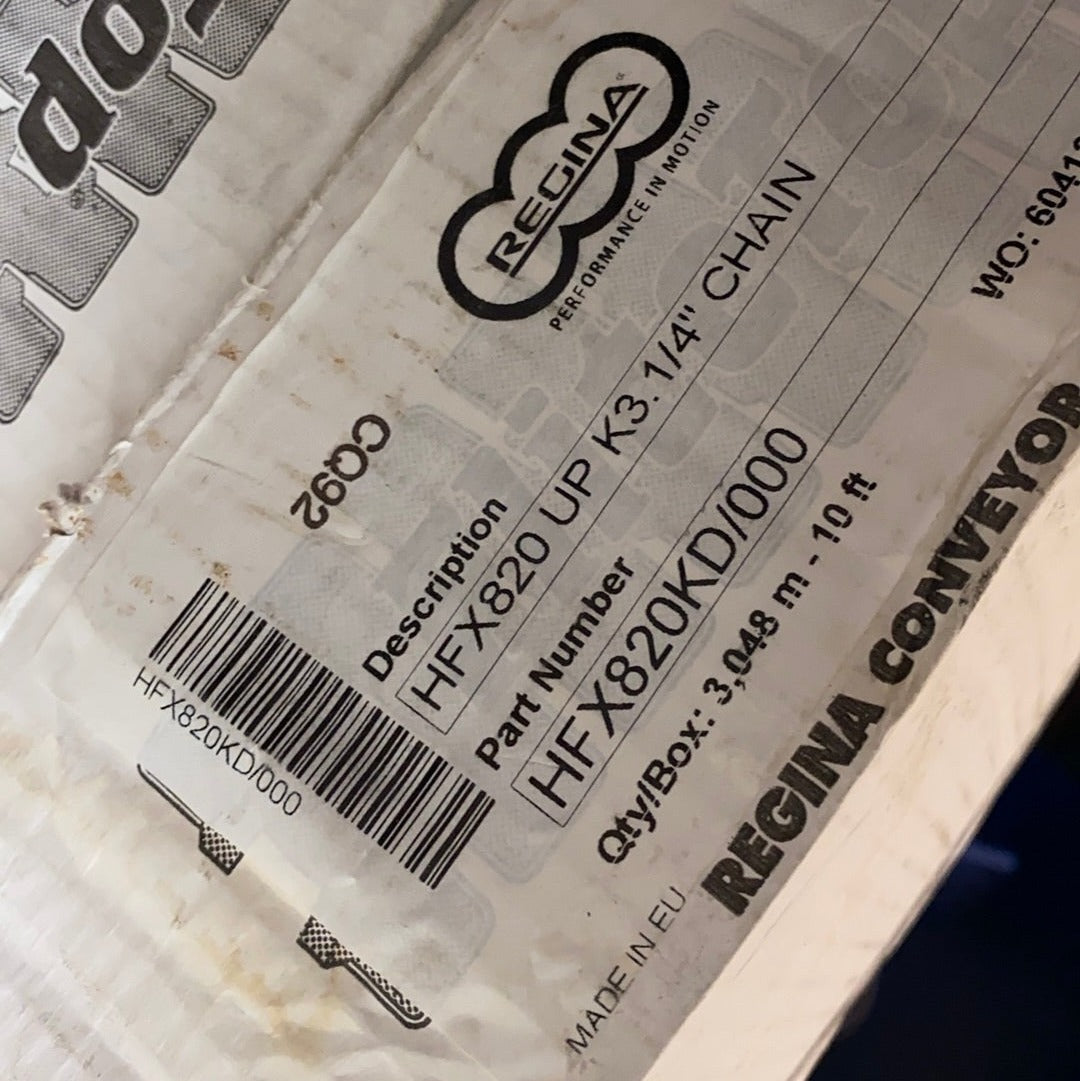 dop
REGINA
PERFORMANCE IN MOTION
CQ92
Description
HFX820 UP K3.1/4" CHAIN
Part Number
HFX820KD/000
Qty/Box: 3,048 m - 10 ft
WO: 6041
HFX820KD/000
MADE IN EU
REGINA CONVEYOR